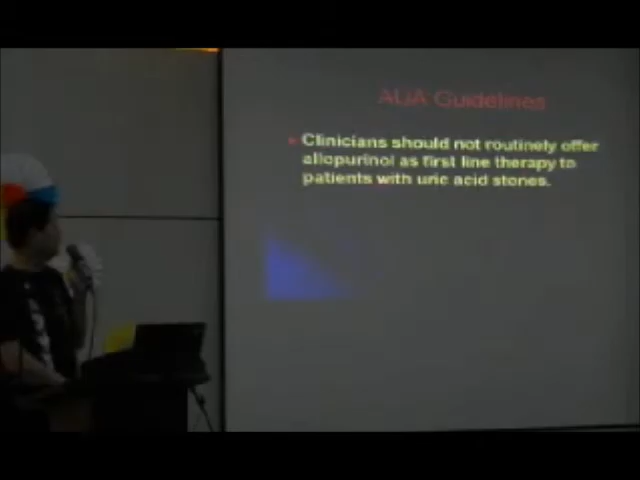 AUA Guidelines
Clinicians should not routinely offer
allopurinol as first line therapy to
patients with uric acid stones.